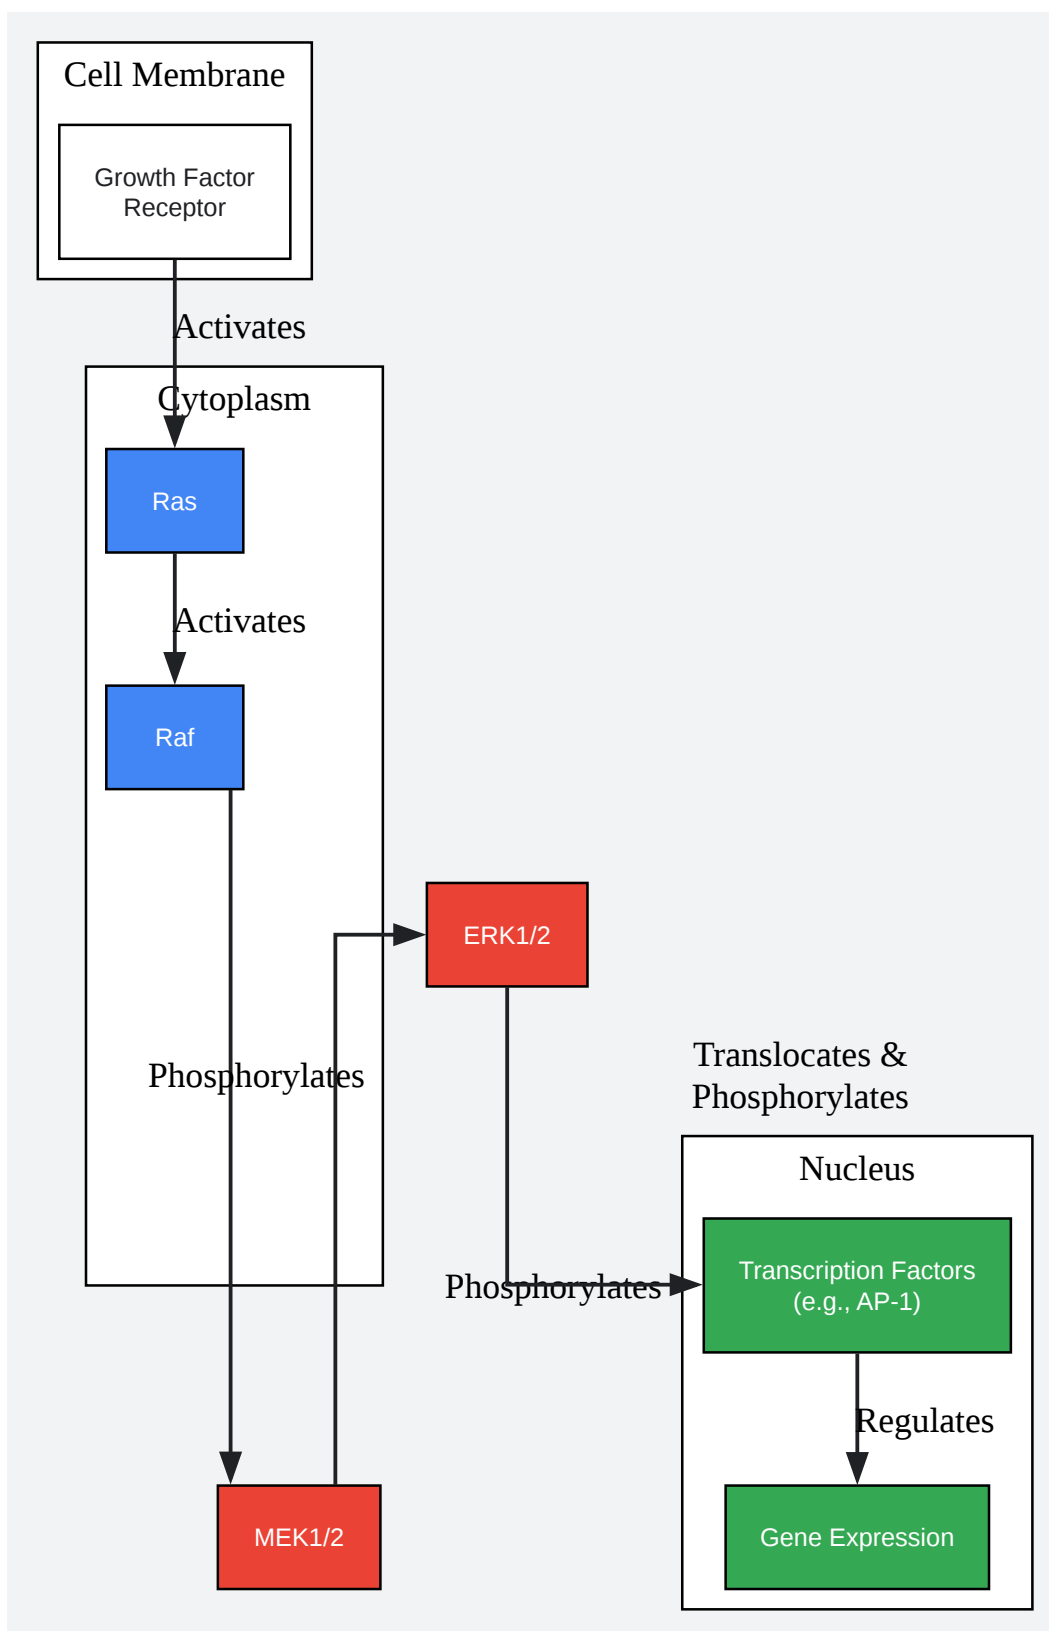 Cell Membrane
Growth Factor
Receptor
Activates
Cytoplasm
Ras
Activates
Raf
ERK1/2
Translocates &
Phosphorylates
Phosphorylates
Nucleus
Transcription Factors
(e.g., AP-1)
Phosphorylates
Regulates
MEK1/2
Gene Expression